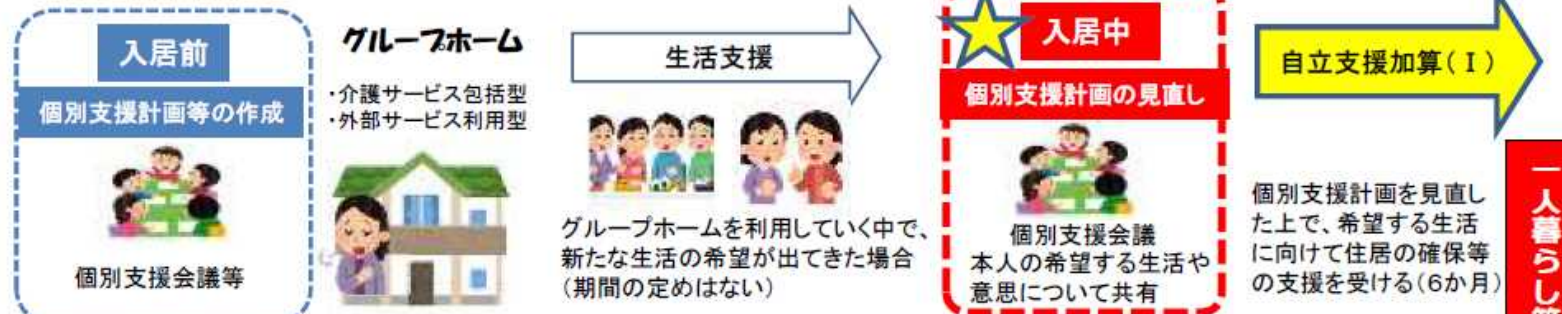 入居前
個別支援計画等の作成
個別支援会議等
グループホーム
・介護サービス包括型
・外部サービス利用型
生活支援
グループホームを利用していく中で、
新たな生活の希望が出てきた場合
(期間の定めはない)
入居中
個別支援計画の見直し
個別支援会議
本人の希望する生活や
意思について共有
自立支援加算(Ⅰ)
個別支援計画を見直し
た上で、希望する生活
に向けて住居の確保等
の支援を受ける(6か月)
一人暮らし等